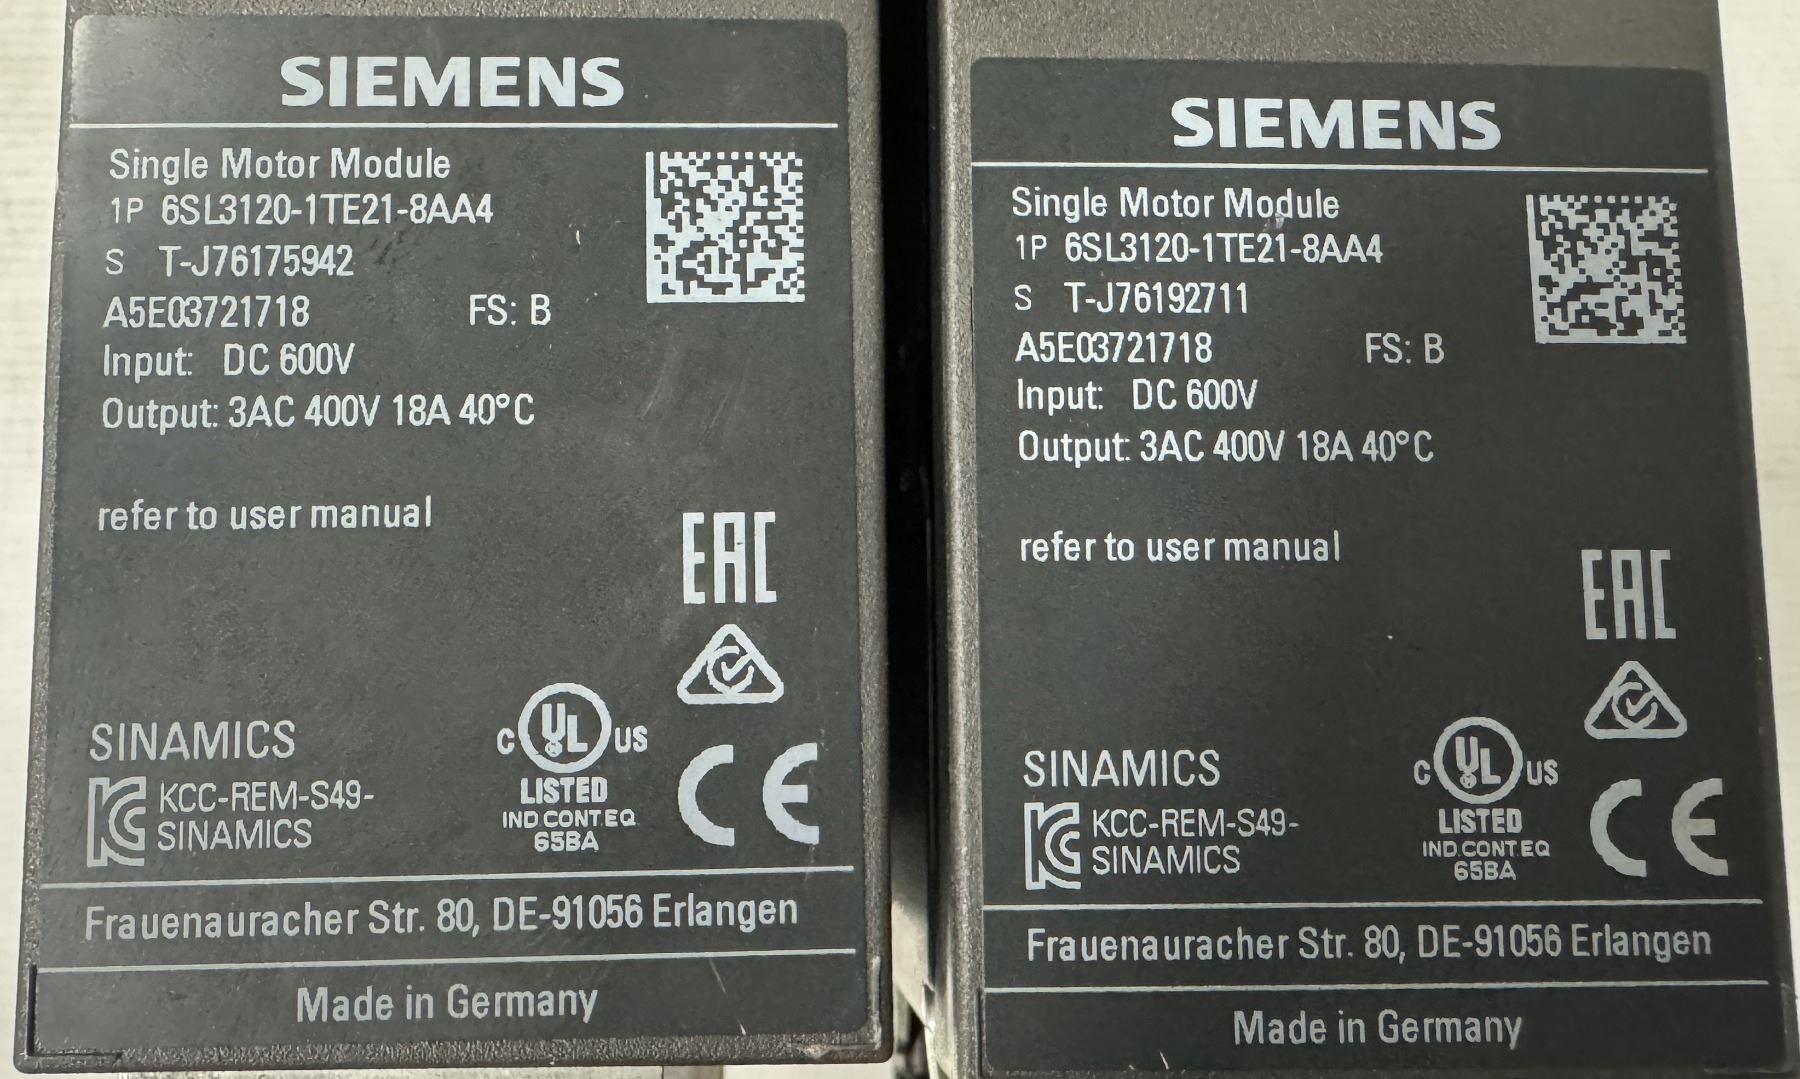 SIEMENS
Single Motor Module
1P 6SL3120-1TE21-8AA4
S T-J76175942
A5E03721718 FS: B
Input: DC 600V
Output: 3AC 400V 18A 40°C
refer to user manual
EAC
SINAMICS
C UL US
LISTED
IND CONT EQ
65BA
CE
KCC-REM-S49-
SINAMICS
Frauenauracher Str. 80, DE-91056 Erlangen
Made in Germany
SIEMENS
Single Motor Module
1P 6SL3120-1TE21-8AA4
S T-J76192711
A5E03721718 FS: B
Input: DC 600V
Output: 3AC 400V 18A 40°C
refer to user manual
EAC
SINAMICS
C UL US
LISTED
IND.CONT.EQ
65BA
CE
KCC-REM-S49-
SINAMICS
Frauenauracher Str. 80, DE-91056 Erlangen
Made in Germany